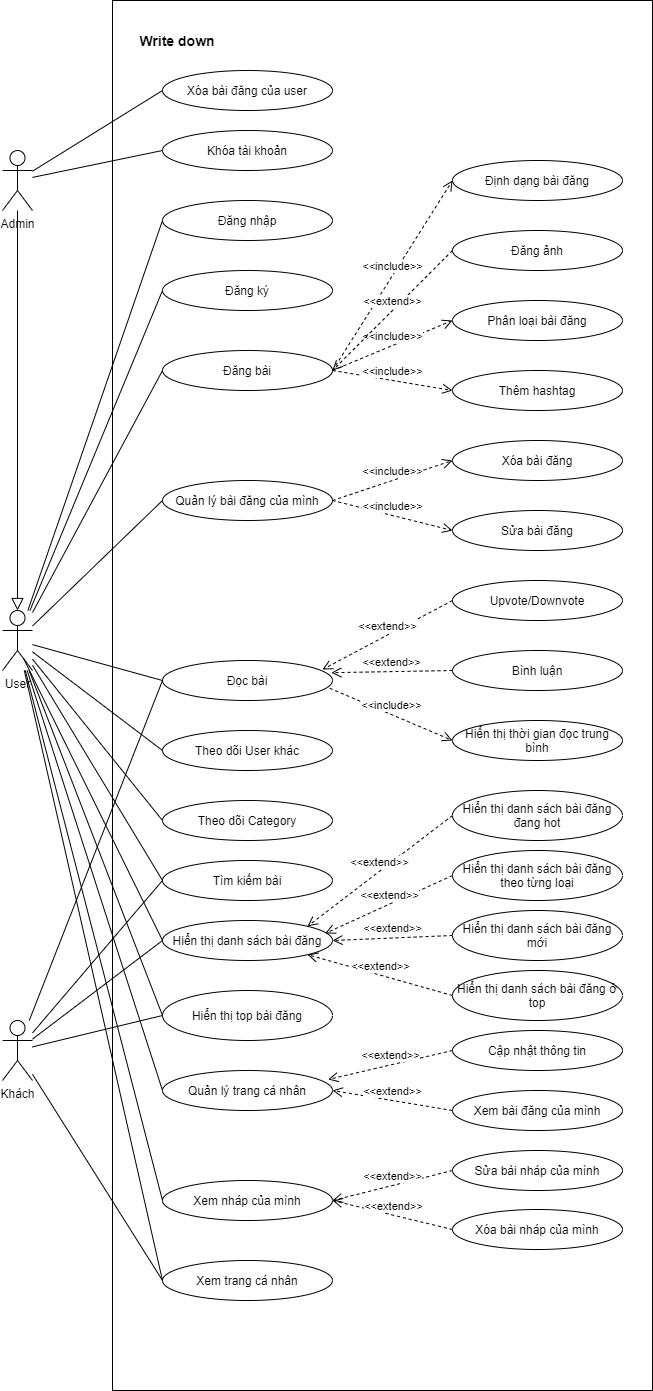 Write down
Xóa bài đăng của user
Khóa tài khoản
Admin
Đăng nhập
Đăng ký
Đăng bài
Định dạng bài đăng
<<include>>
Đăng ảnh
<<extend>>
Phân loại bài đăng
<<include>>
Thêm hashtag
<<include>>
Quản lý bài đăng của mình
Xóa bài đăng
<<include>>
Sửa bài đăng
<<include>>
User
Đọc bài
Upvote/Downvote
<<extend>>
Bình luận
<<extend>>
Hiển thị thời gian đọc trung
bình
<<include>>
Theo dõi User khác
Theo dõi Category
Tìm kiếm bài
Hiển thị danh sách bài đăng
Hiển thị danh sách bài đăng
đang hot
<<extend>>
Hiển thị danh sách bài đăng
theo từng loại
<<extend>>
Hiển thị danh sách bài đăng
mới
<<extend>>
Hiển thị danh sách bài đăng ở
top
<<extend>>
Hiển thị top bài đăng
Khách
Quản lý trang cá nhân
Cập nhật thông tin
<<extend>>
Xem bài đăng của mình
<<extend>>
Xem nháp của mình
Sửa bài nháp của mình
<<extend>>
Xóa bài nháp của mình
<<extend>>
Xem trang cá nhân